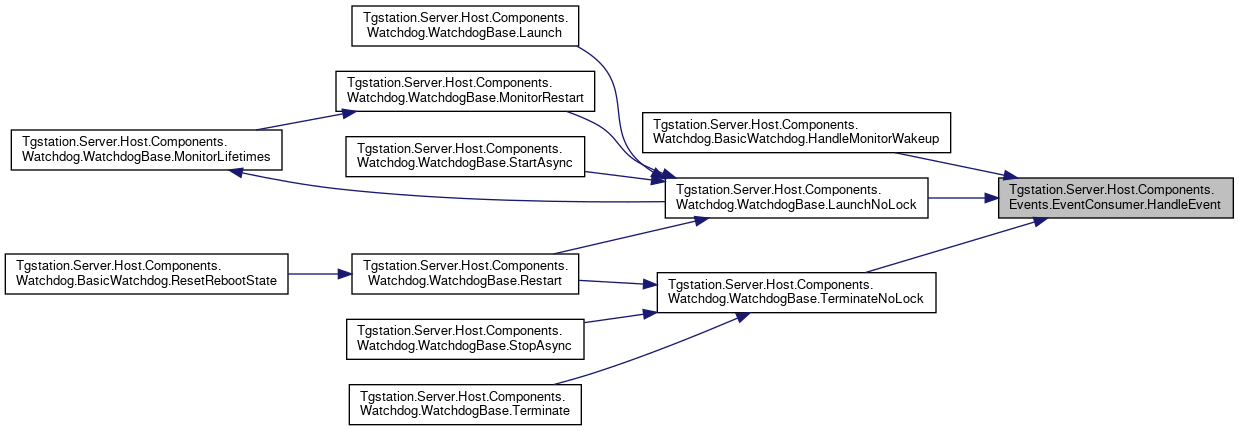 Tgstation.Server.Host.Components.
Watchdog.WatchdogBase.Launch
Tgstation.Server.Host.Components.
Watchdog.WatchdogBase.MonitorRestart
Tgstation.Server.Host.Components.
Watchdog.BasicWatchdog.HandleMonitorWakeup
Tgstation.Server.Host.Components.
Watchdog.WatchdogBase.MonitorLifetimes
Tgstation.Server.Host.Components.
Watchdog.WatchdogBase.StartAsync
Tgstation.Server.Host.Components.
Watchdog.WatchdogBase.LaunchNoLock
Tgstation.Server.Host.Components.
Events.EventConsumer.HandleEvent
Tgstation.Server.Host.Components.
Watchdog.BasicWatchdog.ResetRebootState
Tgstation.Server.Host.Components.
Watchdog.WatchdogBase.Restart
Tgstation.Server.Host.Components.
Watchdog.WatchdogBase.TerminateNoLock
Tgstation.Server.Host.Components.
Watchdog.WatchdogBase.StopAsync
Tgstation.Server.Host.Components.
Watchdog.WatchdogBase.Terminate